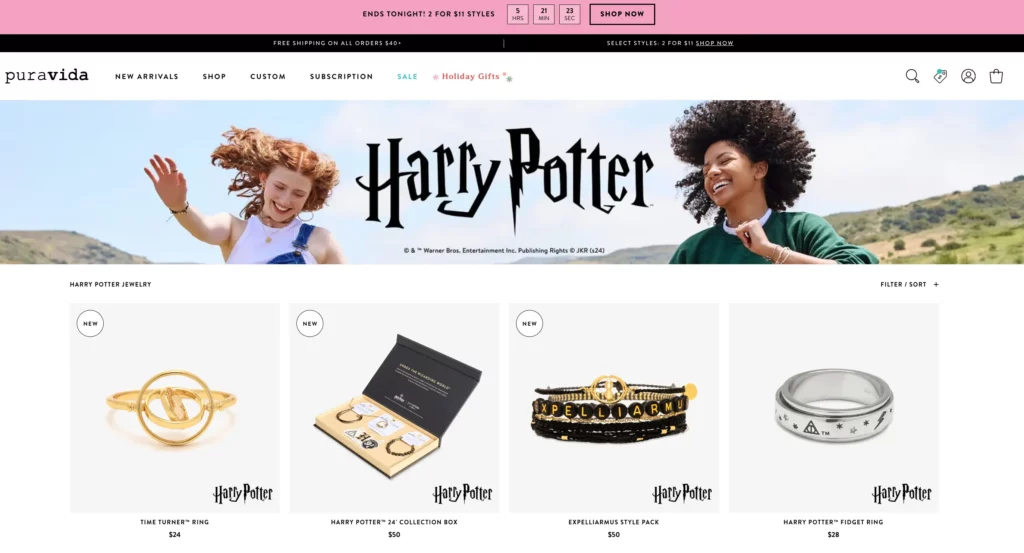 ENDS TONIGHT! 2 FOR $11 STYLES
5 HRS 21 MIN 23 SEC
SHOP NOW
FREE SHIPPING ON ALL ORDERS $40+ | SELECT STYLES: 2 FOR $11 SHOP NOW
puravida NEW ARRIVALS SHOP CUSTOM SUBSCRIPTION SALE Holiday Gifts
Harry Potter
© & ™ Warner Bros. Entertainment Inc. Publishing Rights © JKR (s24)
HARRY POTTER JEWELRY FILTER / SORT +
NEW NEW NEW
EXPELLIARMU
TM
Harry Potter Harry Potter Harry Potter Harry Potter
TIME TURNER™ RING HARRY POTTER™ 24' COLLECTION BOX EXPELLIARMUS STYLE PACK HARRY POTTER™ FIDGET RING
$24 $50 $50 $28